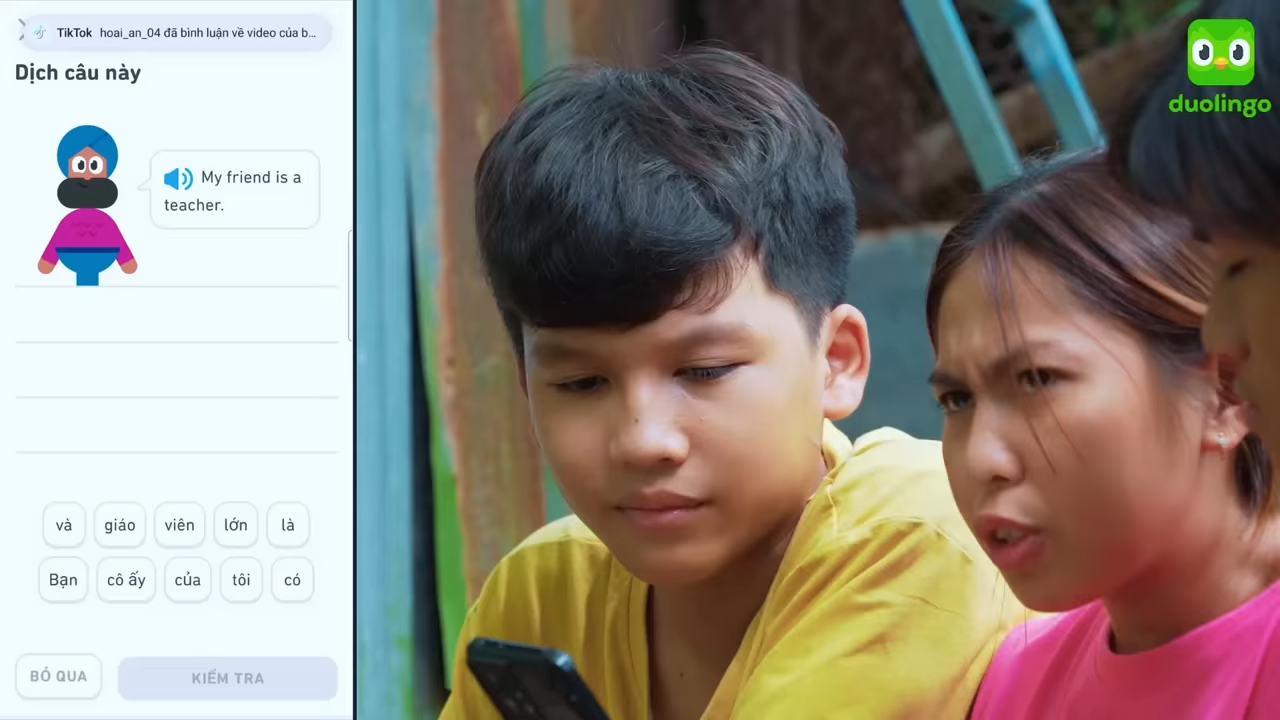 TikTok hoai_an_04 đã bình luận về video của b...
Dịch câu này
My friend is a
teacher.
và giáo viên lớn là
Bạn cô ấy của tôi có
BỎ QUA KIỂM TRA
duolingo